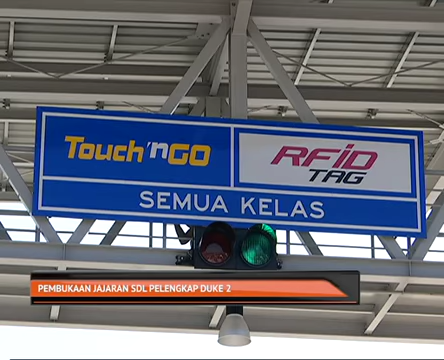 Touch 'nGO
RFiD
TAG
SEMUA KELAS
PEMBUKAAN JAJARAN SDL PELENGKAP DUKE 2